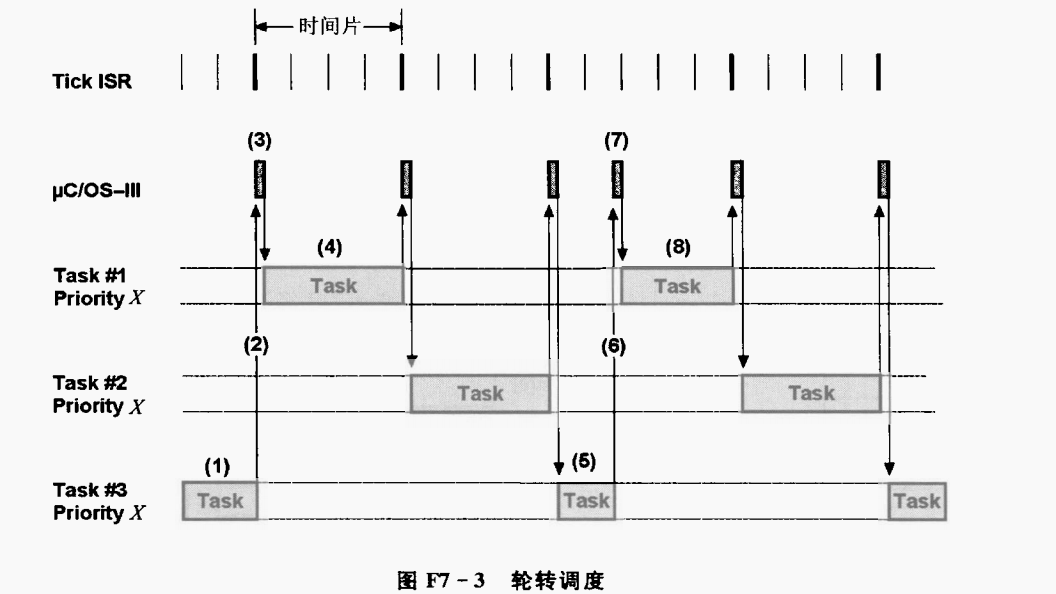 时间片
Tick ISR
(3) (7)
μC/OS–III
(4) (8)
Task #1
Priority X
Task Task
(2) (6)
Task #2
Priority X
Task Task
(1) (5)
Task #3
Priority X
Task Task Task
图 F7-3 轮转调度